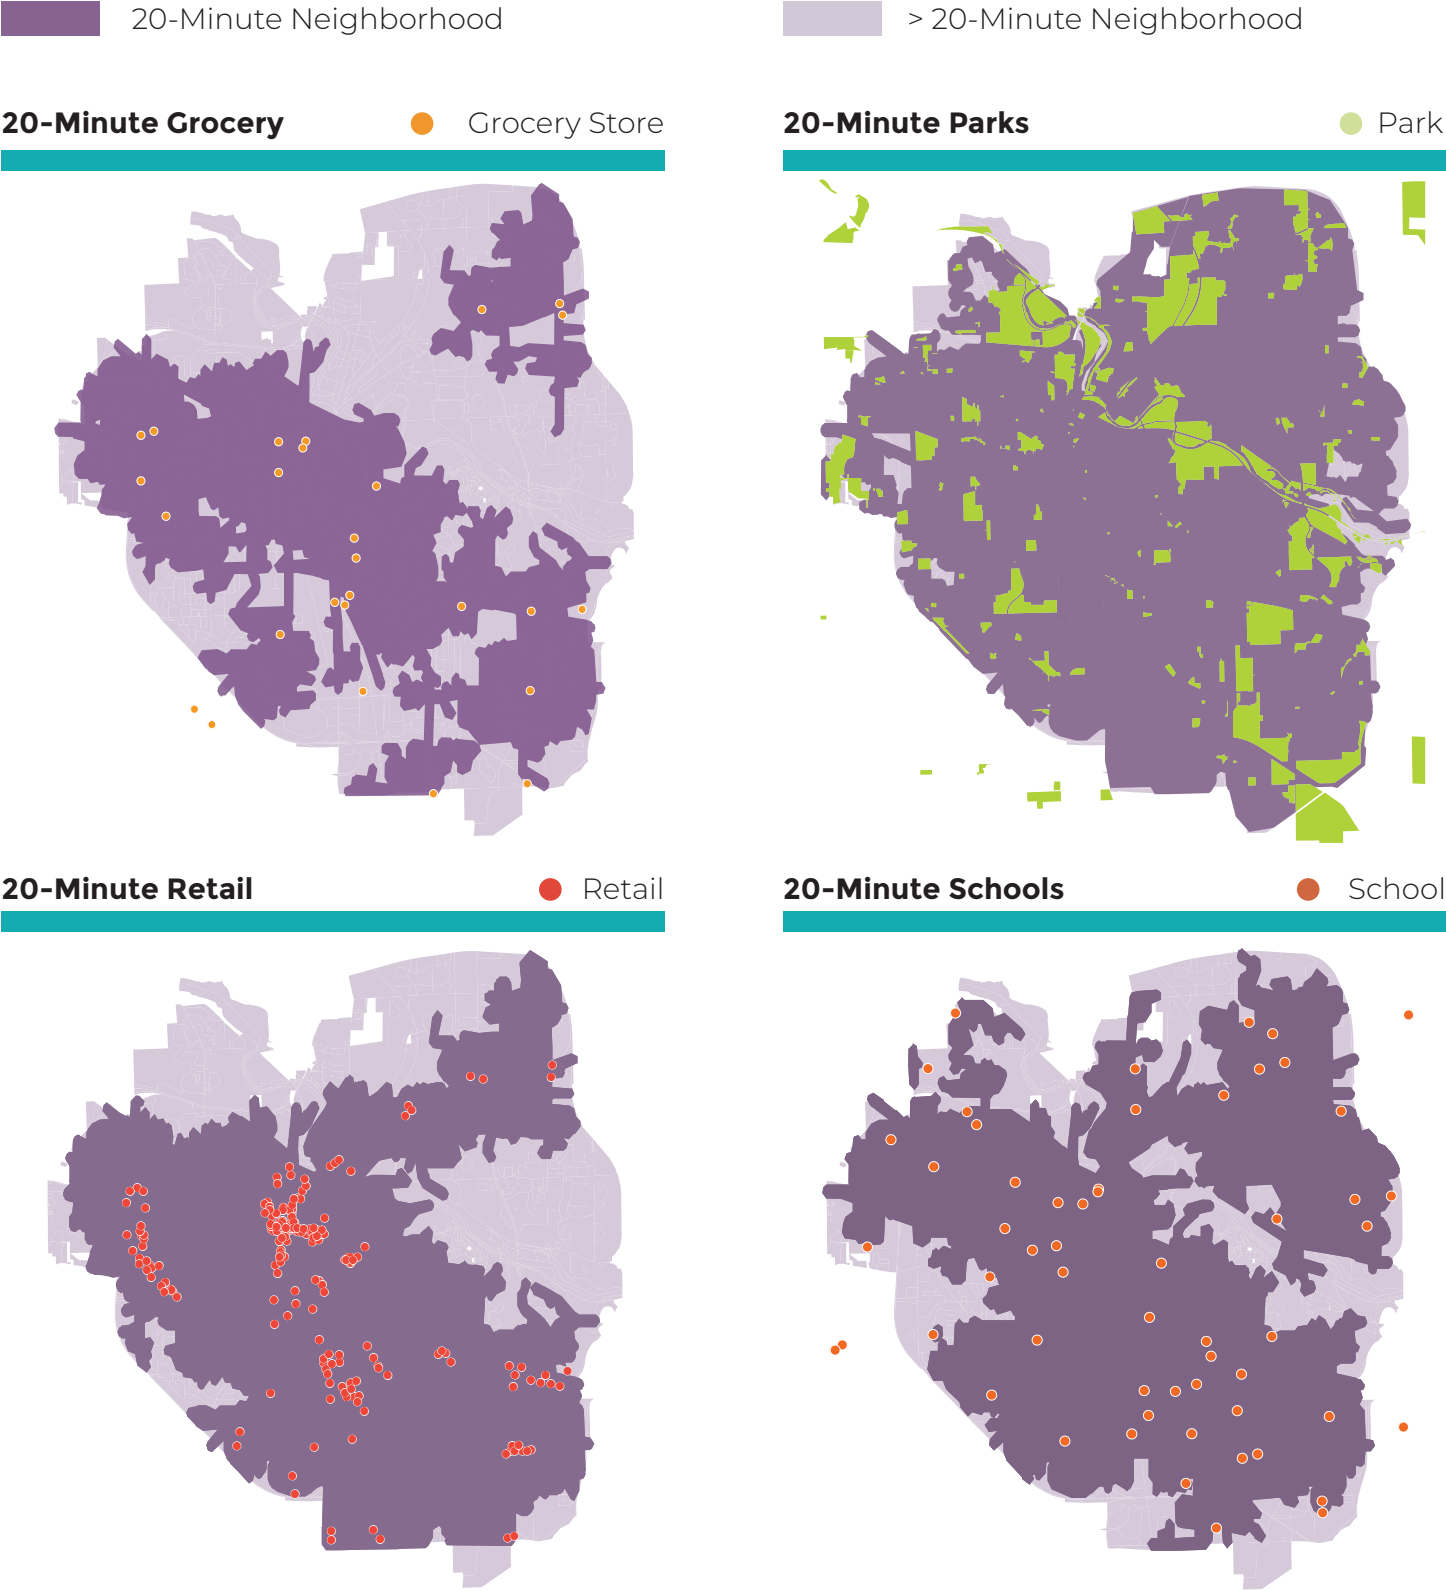 20-Minute Neighborhood
> 20-Minute Neighborhood
20-Minute Grocery
Grocery Store
20-Minute Parks
Park
20-Minute Retail
Retail
20-Minute Schools
School